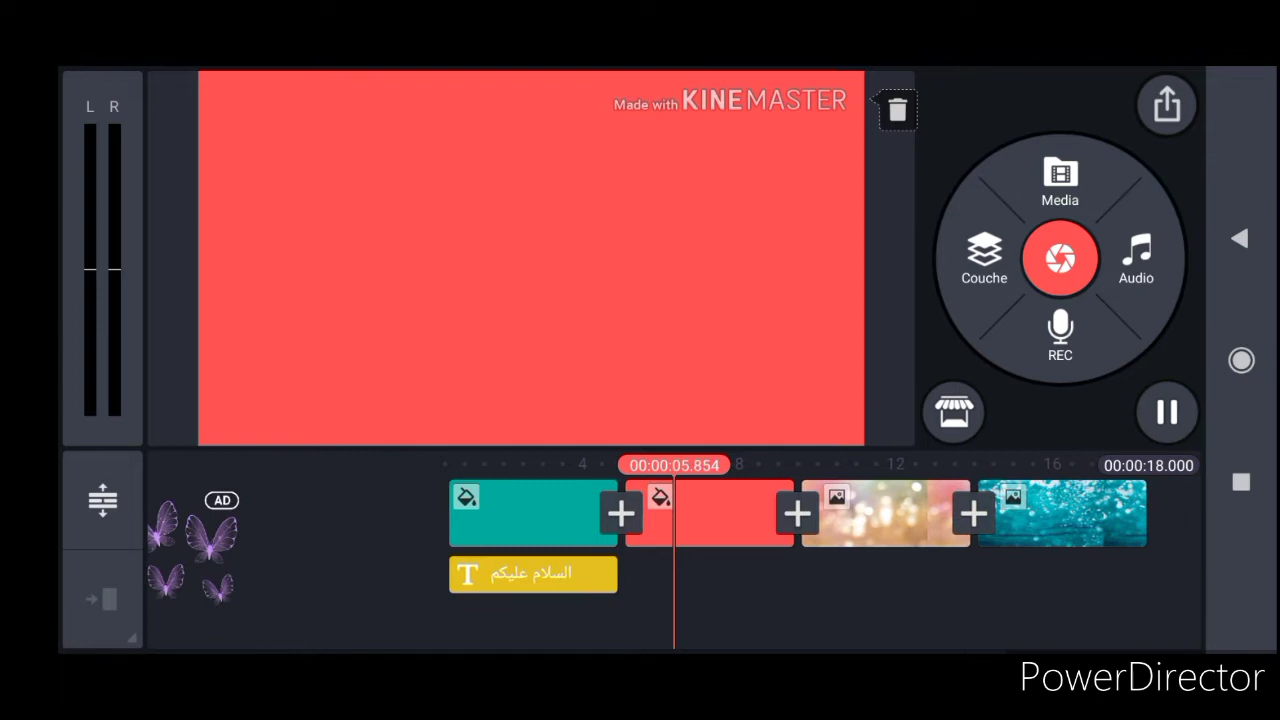 L R
Made with KINEMASTER
Media
Couche
Audio
REC
4
00:00:05.854
8
12
16
00:00:18.000
AD
T السلام عليكم
PowerDirector